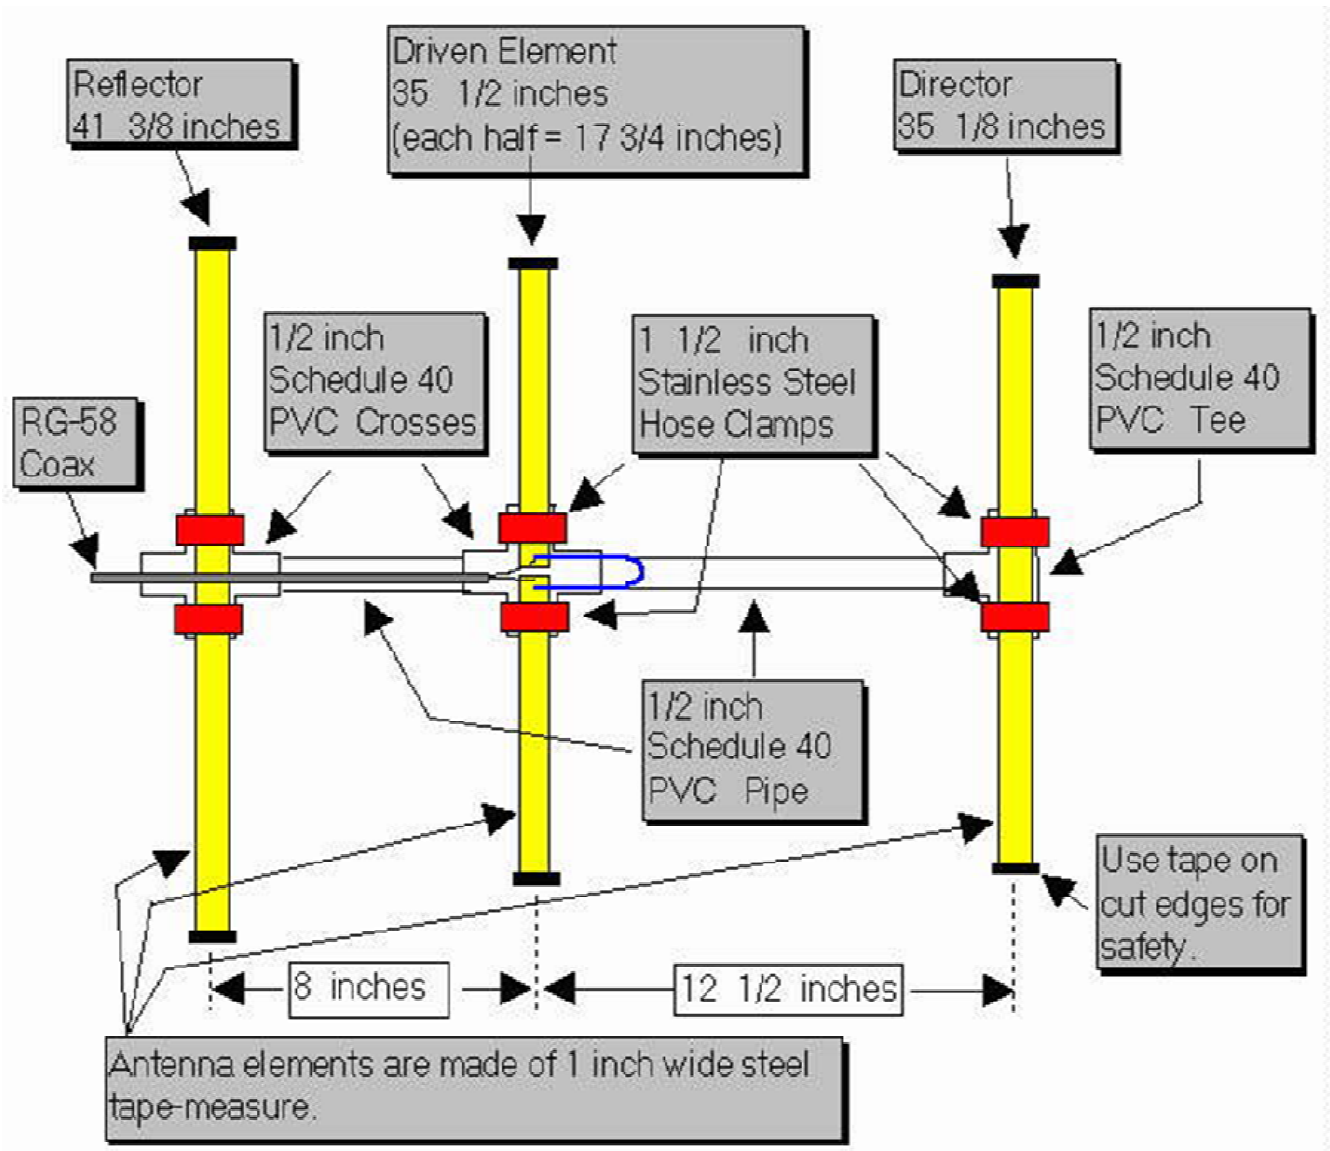 Reflector
41 3/8 inches
Driven Element
35 1/2 inches
(each half = 17 3/4 inches)
Director
35 1/8 inches
RG-58
Coax
1/2 inch
Schedule 40
PVC Crosses
1 1/2 inch
Stainless Steel
Hose Clamps
1/2 inch
Schedule 40
PVC Tee
1/2 inch
Schedule 40
PVC Pipe
Use tape on
cut edges for
safety.
8 inches
12 1/2 inches
Antenna elements are made of 1 inch wide steel
tape-measure.